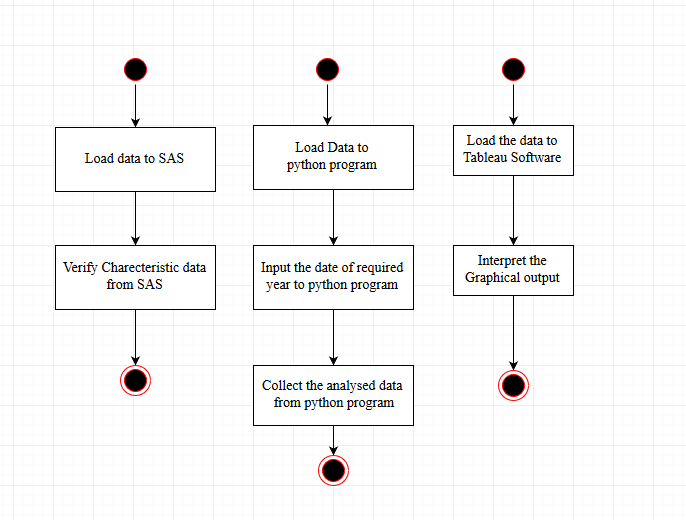 Load data to SAS
Verify Charecteristic data
from SAS
Load Data to
python program
Input the date of required
year to python program
Collect the analysed data
from python program
Load the data to
Tableau Software
Interpret the
Graphical output